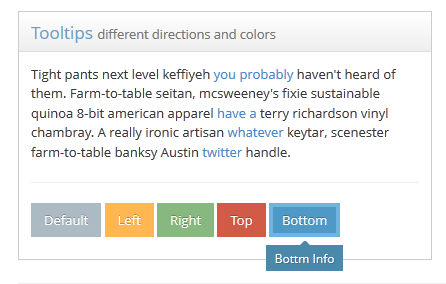 Tooltips different directions and colors
Tight pants next level keffiyeh you probably haven't heard of
them. Farm-to-table seitan, mcsweeney's fixie sustainable
quinoa 8-bit american apparel have a terry richardson vinyl
chambray. A really ironic artisan whatever keytar, scenester
farm-to-table banksy Austin twitter handle.
Default Left Right Top Bottom
Bottm Info